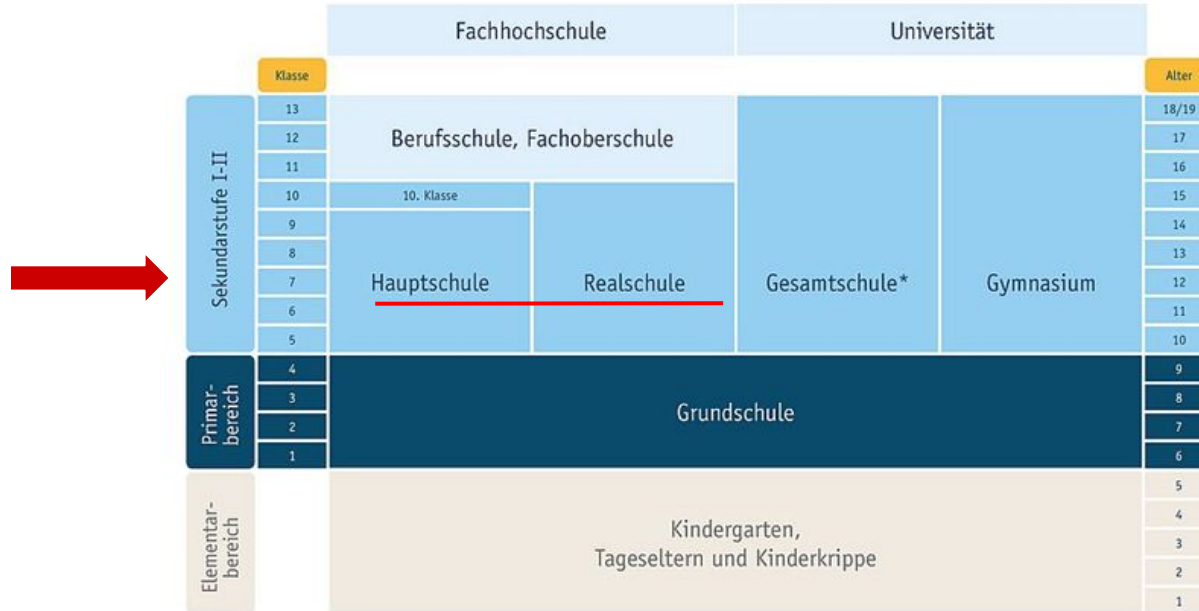 Fachhochschule
Universität
Klasse
Alter
Sekundarstufe I-II
13
Berufsschule, Fachoberschule
18/19
12
17
11
16
10
10. Klasse
15
9
14
8
13
7
Hauptschule
Realschule
Gesamtschule*
Gymnasium
12
6
11
5
10
Primar-
bereich
4
9
3
Grundschule
8
2
7
1
6
Elementar-
bereich
Kindergarten,
Tageseltern und Kinderkrippe
5
4
3
2
1